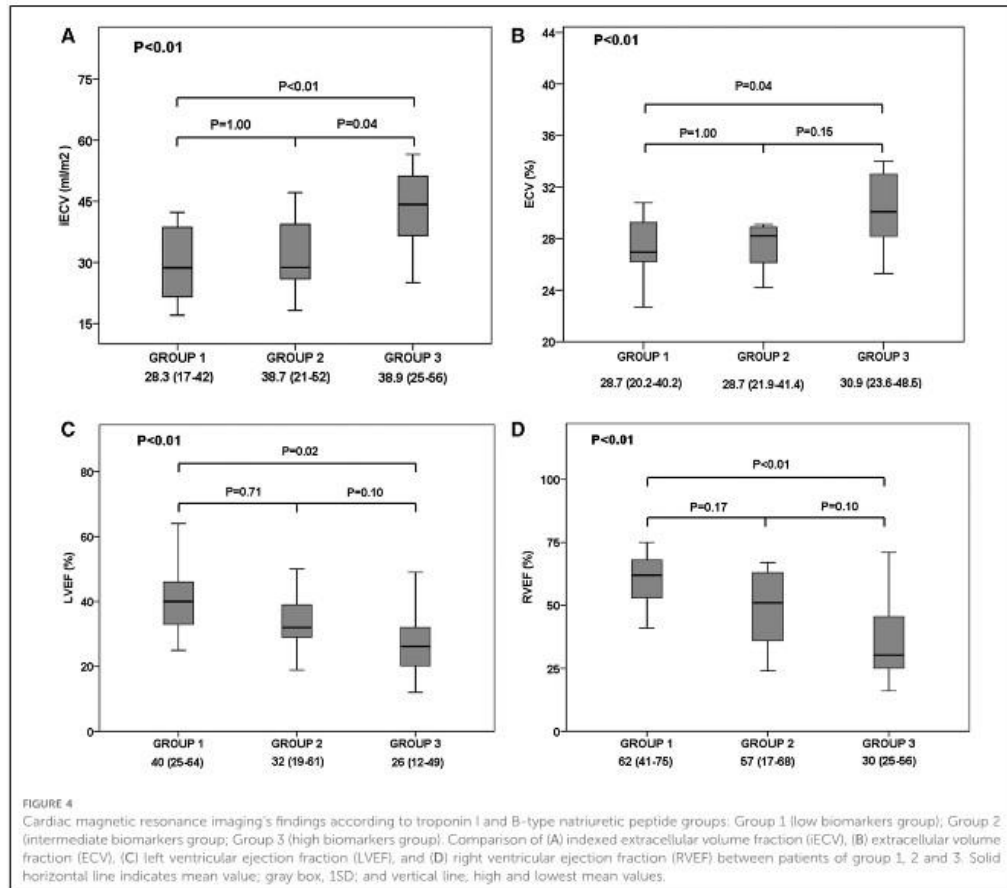 A
P<0.01
75
P<0.01
P=1.00
P=0.04
60
45
30
15
iECV (ml/m2)
GROUP 1
GROUP 2
GROUP 3
28.3 (17-42)
38.7 (21-52)
38.9 (25-56)
B
P<0.01
44
40
P=0.04
P=1.00
P=0.15
36
32
28
24
20
ECV (%)
GROUP 1
GROUP 2
GROUP 3
28.7 (20.2-40.2)
28.7 (21.9-41.4)
30.9 (23.6-48.5)
C
P<0.01
P=0.02
80
P=0.71
P=0.10
60
40
20
0
LVEF (%)
GROUP 1
GROUP 2
GROUP 3
40 (25-64)
32 (19-61)
26 (12-49)
D
P<0.01
P<0.01
100
P=0.17
P=0.10
75
50
25
0
RVEF (%)
GROUP 1
GROUP 2
GROUP 3
62 (41-75)
57 (17-68)
30 (25-56)
FIGURE 4
Cardiac magnetic resonance imaging's findings according to troponin I and B-type natriuretic peptide groups: Group 1 (low biomarkers group); Group 2
(intermediate biomarkers group; Group 3 (high biomarkers group). Comparison of (A) indexed extracellular volume fraction (iECV), (B) extracellular volume
fraction (ECV), (C) left ventricular ejection fraction (LVEF), and (D) right ventricular ejection fraction (RVEF) between patients of group 1, 2 and 3. Solid
horizontal line indicates mean value; gray box, 1SD; and vertical line, high and lowest mean values.